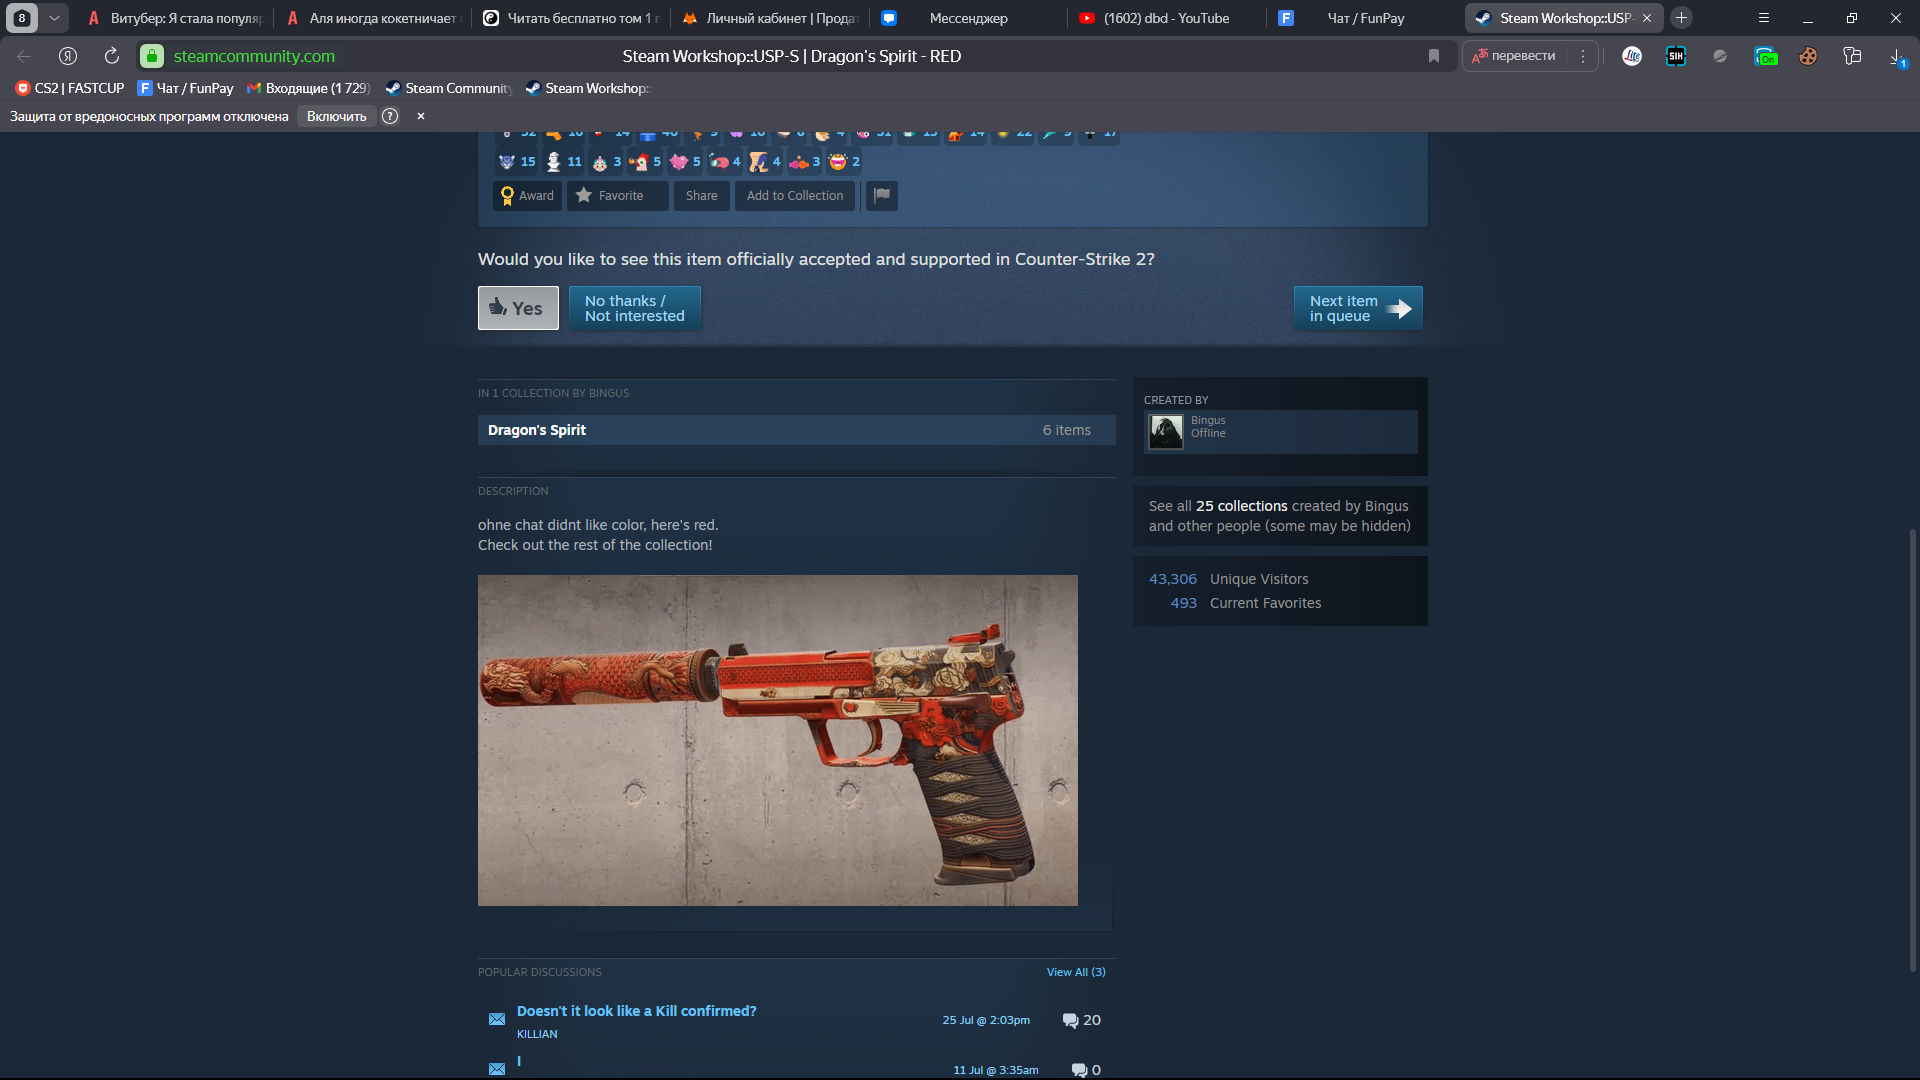 8
Витубер: Я стала популя
Аля иногда кокетничает
Читать бесплатно том 1
Личный кабинет | Прода
Мессенджер
(1602) dbd - YouTube
Чат / FunPay
Steam Workshop::USP-
steamcommunity.com
Steam Workshop::USP-S | Dragon's Spirit - RED
перевести
CS2 | FASTCUP
Чат / FunPay
Входящие (1 729)
Steam Community
Steam Workshop::
Защита от вредоносных программ отключена
Включить
15 11 3 5 5 4 4 3 2
Award
Favorite
Share
Add to Collection
Would you like to see this item officially accepted and supported in Counter-Strike 2?
Yes
No thanks /
Not interested
Next item
in queue
IN 1 COLLECTION BY BINGUS
Dragon's Spirit
6 items
CREATED BY
Bingus
Offline
See all 25 collections created by Bingus
and other people (some may be hidden)
43,306 Unique Visitors
493 Current Favorites
DESCRIPTION
ohne chat didnt like color, here's red.
Check out the rest of the collection!
POPULAR DISCUSSIONS
View All (3)
Doesn't it look like a Kill confirmed?
KILLIAN
25 Jul @ 2:03pm
20
I
11 Jul @ 3:35am
0